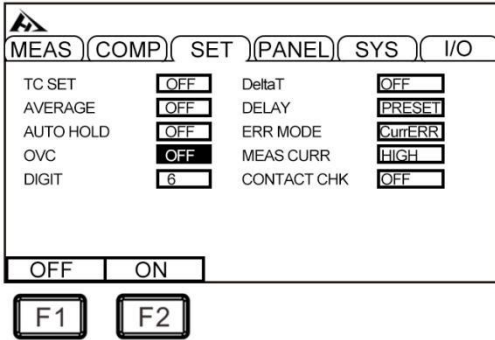 MEAS COMP SET PANEL SYS I/O
TC SET OFF DeltaT OFF
AVERAGE OFF DELAY PRESET
AUTO HOLD OFF ERR MODE CurrERR
OVC OFF MEAS CURR HIGH
DIGIT 6 CONTACT CHK OFF
OFF ON
F1 F2